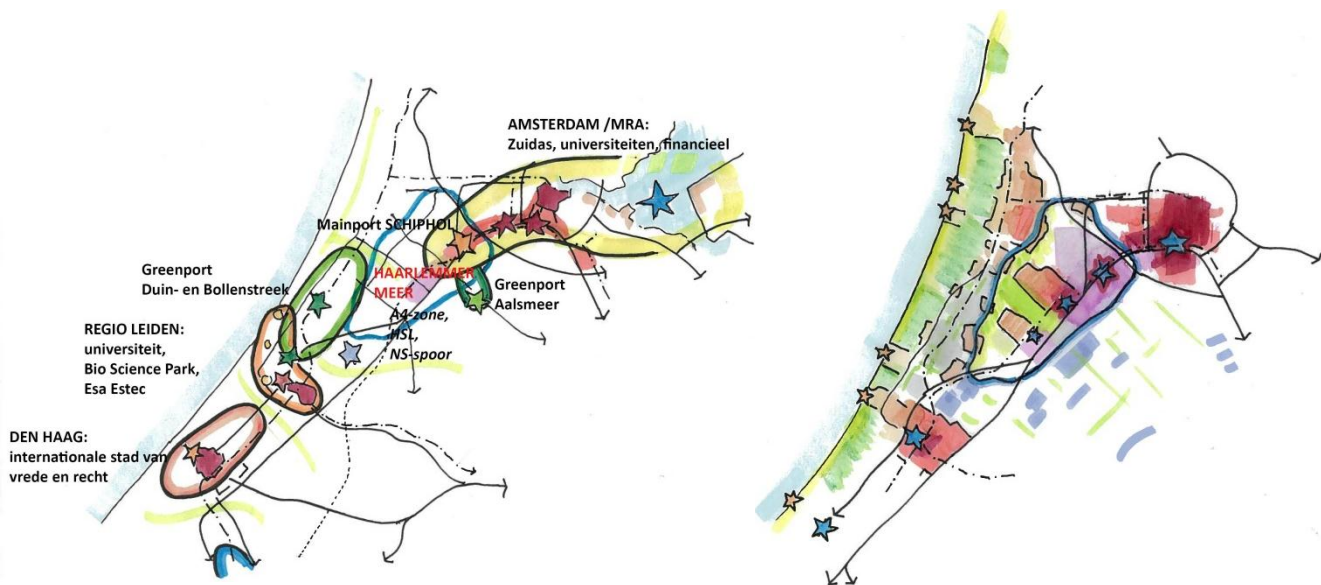 AMSTERDAM /MRA:
Zuidas, universiteiten, financieel
Mainport SCHIPHOL
Greenport
Duin- en Bollenstreek
HAARLEMMER
MEER
Greenport
Aalsmeer
A4-zone,
HSL,
NS-spoor
REGIO LEIDEN:
universiteit,
Bio Science Park,
Esa Estec
DEN HAAG:
internationale stad van
vrede en recht